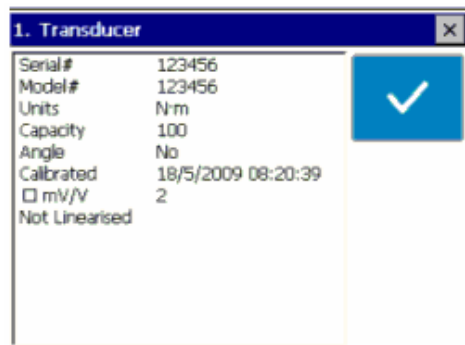 1. Transducer
Serial# 123456
Model# 123456
Units N·m
Capacity 100
Angle No
Calibrated 18/5/2009 08:20:39
□ mV/V 2
Not Linearised